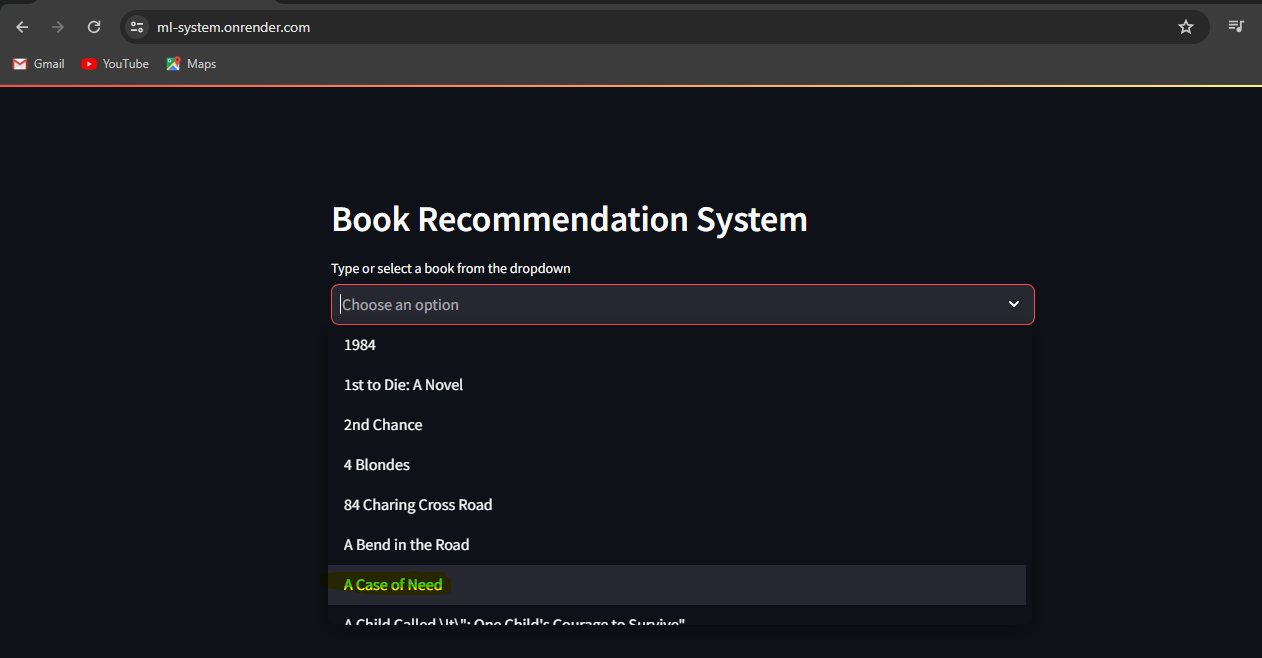 ml-system.onrender.com
Gmail YouTube Maps
Book Recommendation System
Type or select a book from the dropdown
Choose an option
1984
1st to Die: A Novel
2nd Chance
4 Blondes
84 Charing Cross Road
A Bend in the Road
A Case of Need
A Child Called \It\": One Child's Courage to Survive"